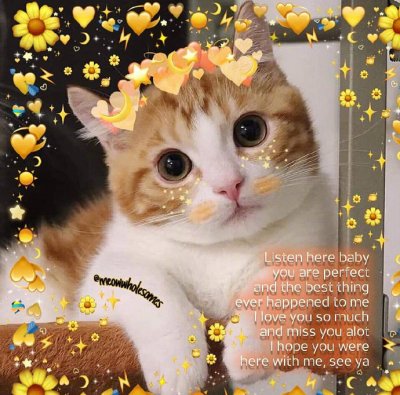 @meowwholesomes
Listen here baby
you are perfect
and the best thing
ever happened to me
I love you so much
and miss you alot
I hope you were
here with me, see ya